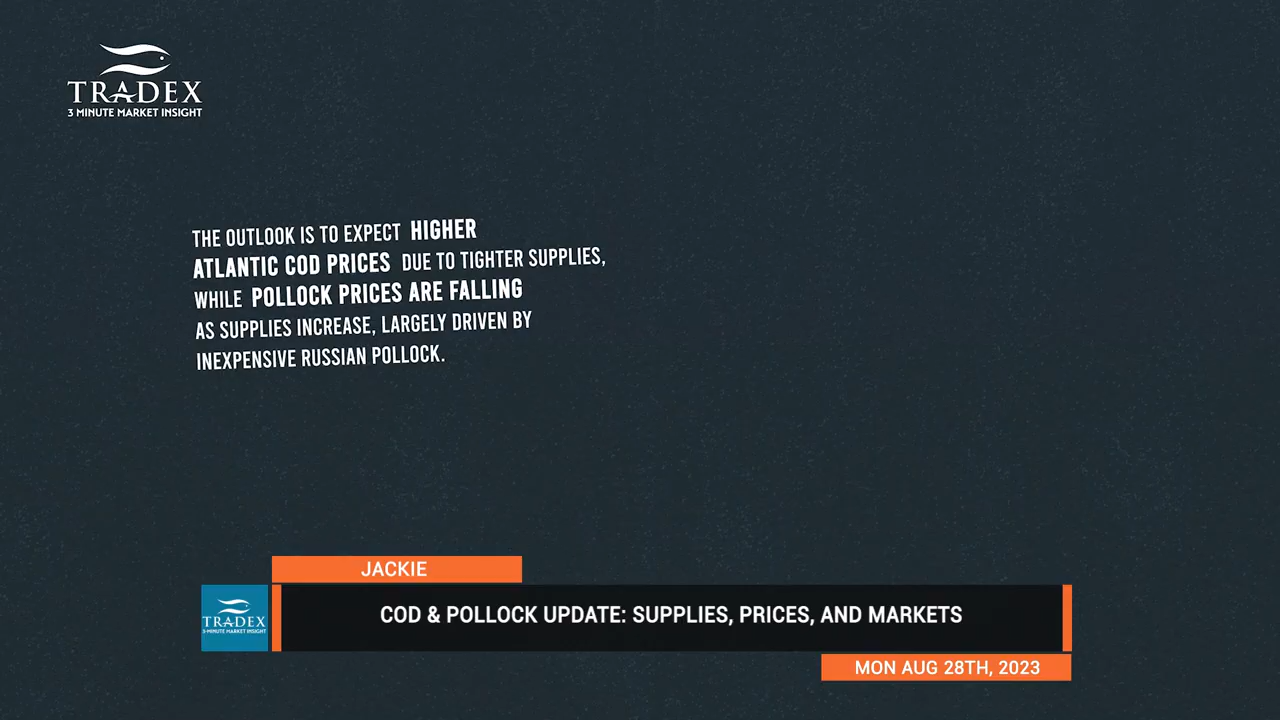 TRADEX
3 MINUTE MARKET INSIGHT
THE OUTLOOK IS TO EXPECT HIGHER
ATLANTIC COD PRICES DUE TO TIGHTER SUPPLIES,
WHILE POLLOCK PRICES ARE FALLING
AS SUPPLIES INCREASE, LARGELY DRIVEN BY
INEXPENSIVE RUSSIAN POLLOCK.
JACKIE
TRADEX
3-MINUTE MARKET INSIGHT
COD & POLLOCK UPDATE: SUPPLIES, PRICES, AND MARKETS
MON AUG 28TH, 2023